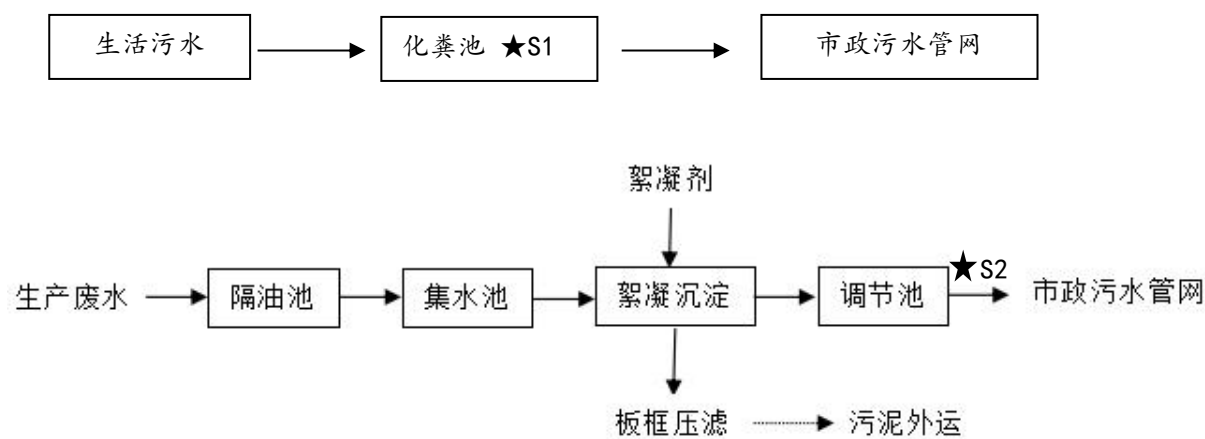 生活污水 化粪池 ★S1 市政污水管网
絮凝剂
★S2
生产废水 隔油池 集水池 絮凝沉淀 调节池 市政污水管网
板框压滤 污泥外运